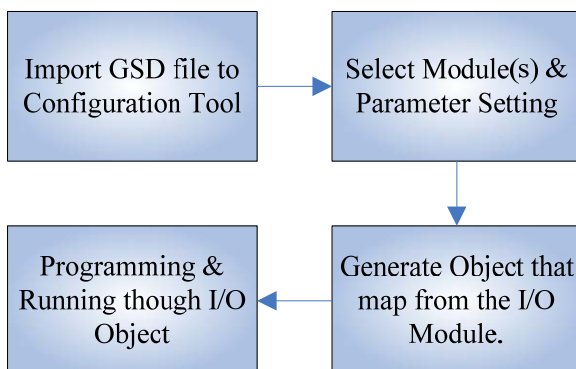 Import GSD file to
Configuration Tool
Select Module(s) &
Parameter Setting
Generate Object that
map from the I/O
Module.
Programming &
Running though I/O
Object